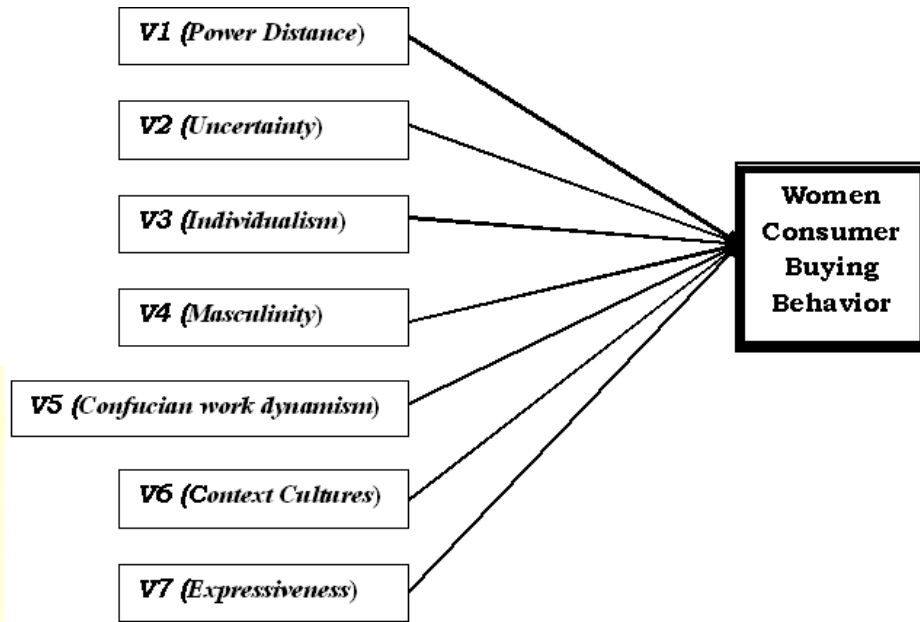 V1 (Power Distance)
V2 (Uncertainty)
V3 (Individualism)
V4 (Masculinity)
V5 (Confucian work dynamism)
V6 (Context Cultures)
V7 (Expressiveness)
Women
Consumer
Buying
Behavior